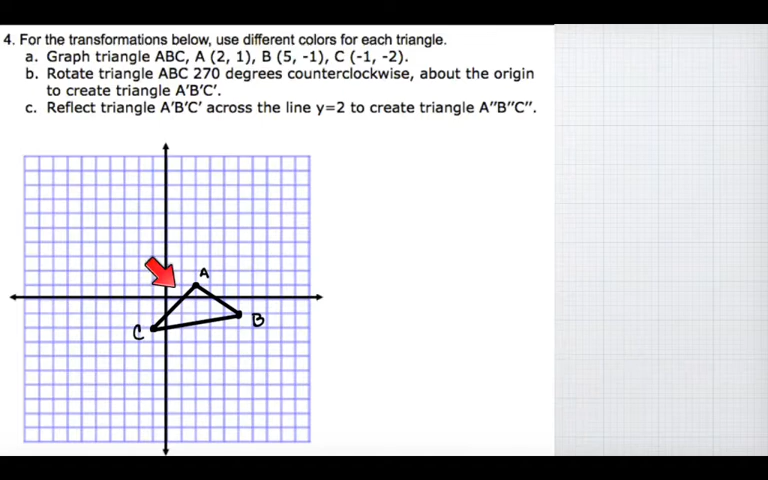 4. For the transformations below, use different colors for each triangle.
a. Graph triangle ABC, A (2, 1), B (5, -1), C (-1, -2).
b. Rotate triangle ABC 270 degrees counterclockwise, about the origin
to create triangle A’B’C’.
c. Reflect triangle A’B’C’ across the line y=2 to create triangle A’’B’’C’’.
A
B
C